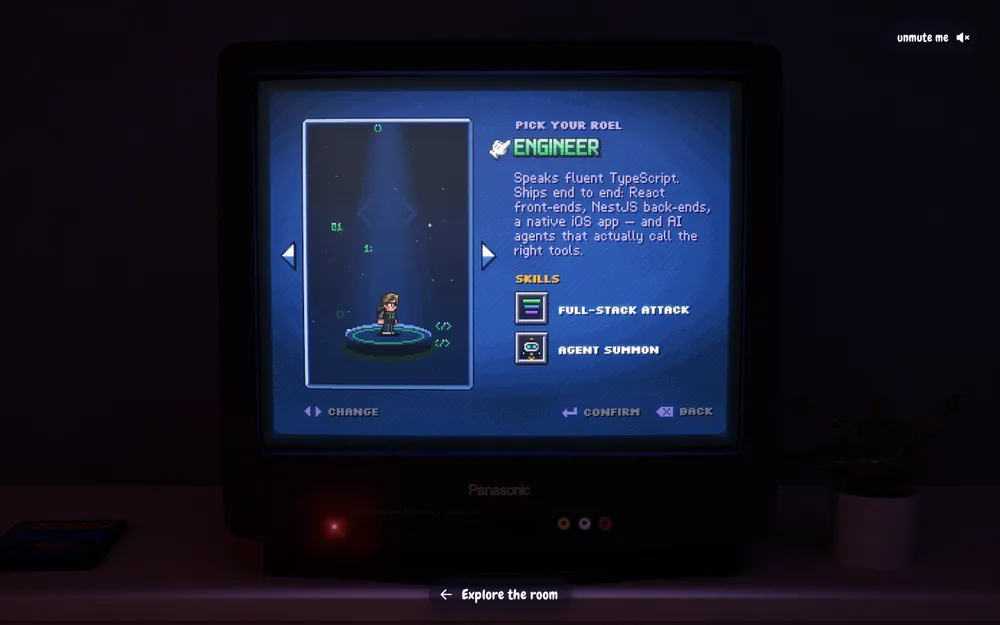 unmute me
PICK YOUR ROEL
ENGINEER
Speaks fluent TypeScript.
Ships end to end: React
front-ends, NestJS back-ends,
a native iOS app — and AI
agents that actually call the
right tools.
SKILLS
FULL-STACK ATTACK
AGENT SUMMON
01
1;
</>
</>
CHANGE
CONFIRM
BACK
Panasonic
← Explore the room